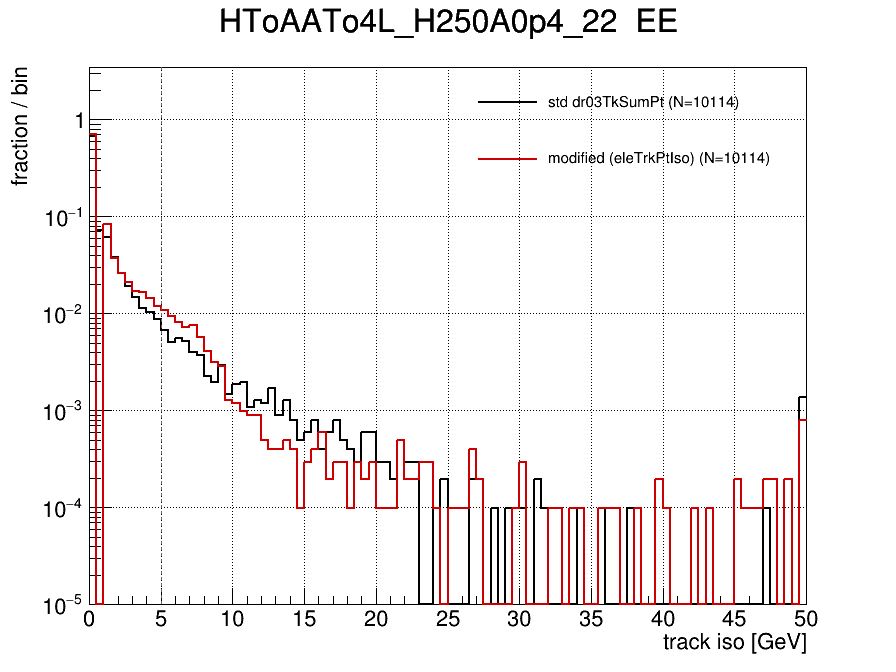 HToAATo4L_H250A0p4_22 EE
fraction / bin
std dr03TkSumPt (N=10114)
modified (eleTrkPtIso) (N=10114)
1
10−1
10−2
10−3
10−4
10−5
0 5 10 15 20 25 30 35 40 45 50
track iso [GeV]